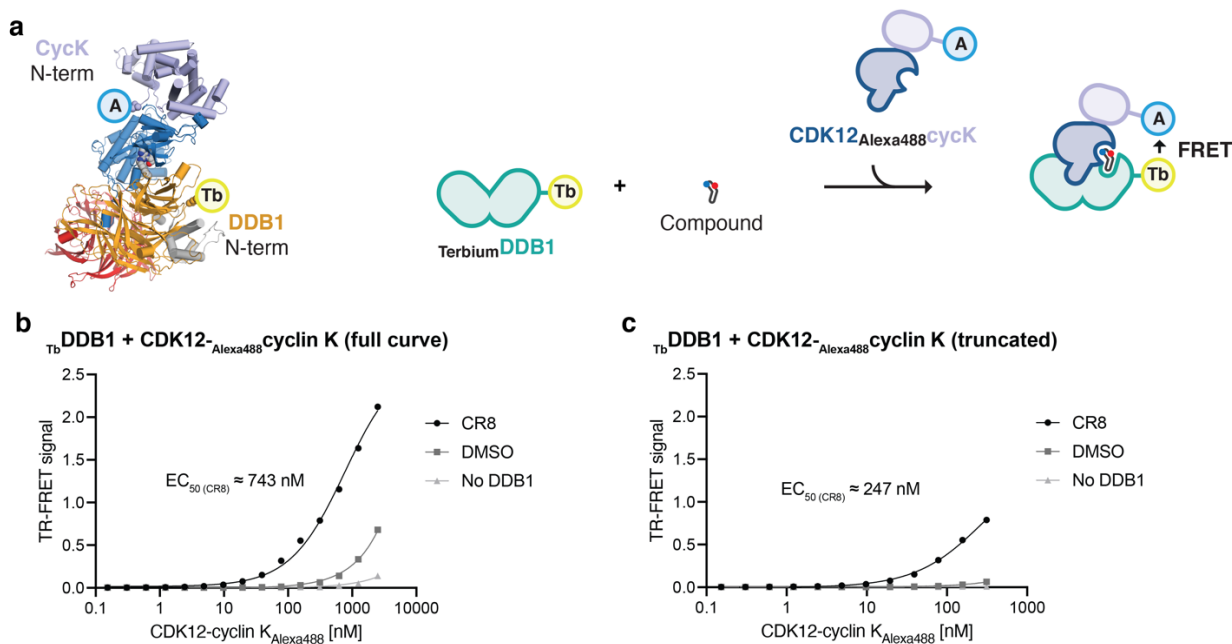 a
CycK
N-term
A
Tb
DDB1
N-term
Tb
TerbiumDDB1
+
Compound
A
CDK12Alexa488cycK
A
FRET
Tb
b
TbDDB1 + CDK12-Alexa488cyclin K (full curve)
TR-FRET signal
2.5
2.0
1.5
1.0
0.5
0.0
EC50 (CR8) ≈ 743 nM
CR8
DMSO
No DDB1
0.1 1 10 100 1000 10000
CDK12-cyclin KAlexa488 [nM]
c
TbDDB1 + CDK12-Alexa488cyclin K (truncated)
TR-FRET signal
2.5
2.0
1.5
1.0
0.5
0.0
EC50 (CR8) ≈ 247 nM
CR8
DMSO
No DDB1
0.1 1 10 100 1000
CDK12-cyclin KAlexa488 [nM]